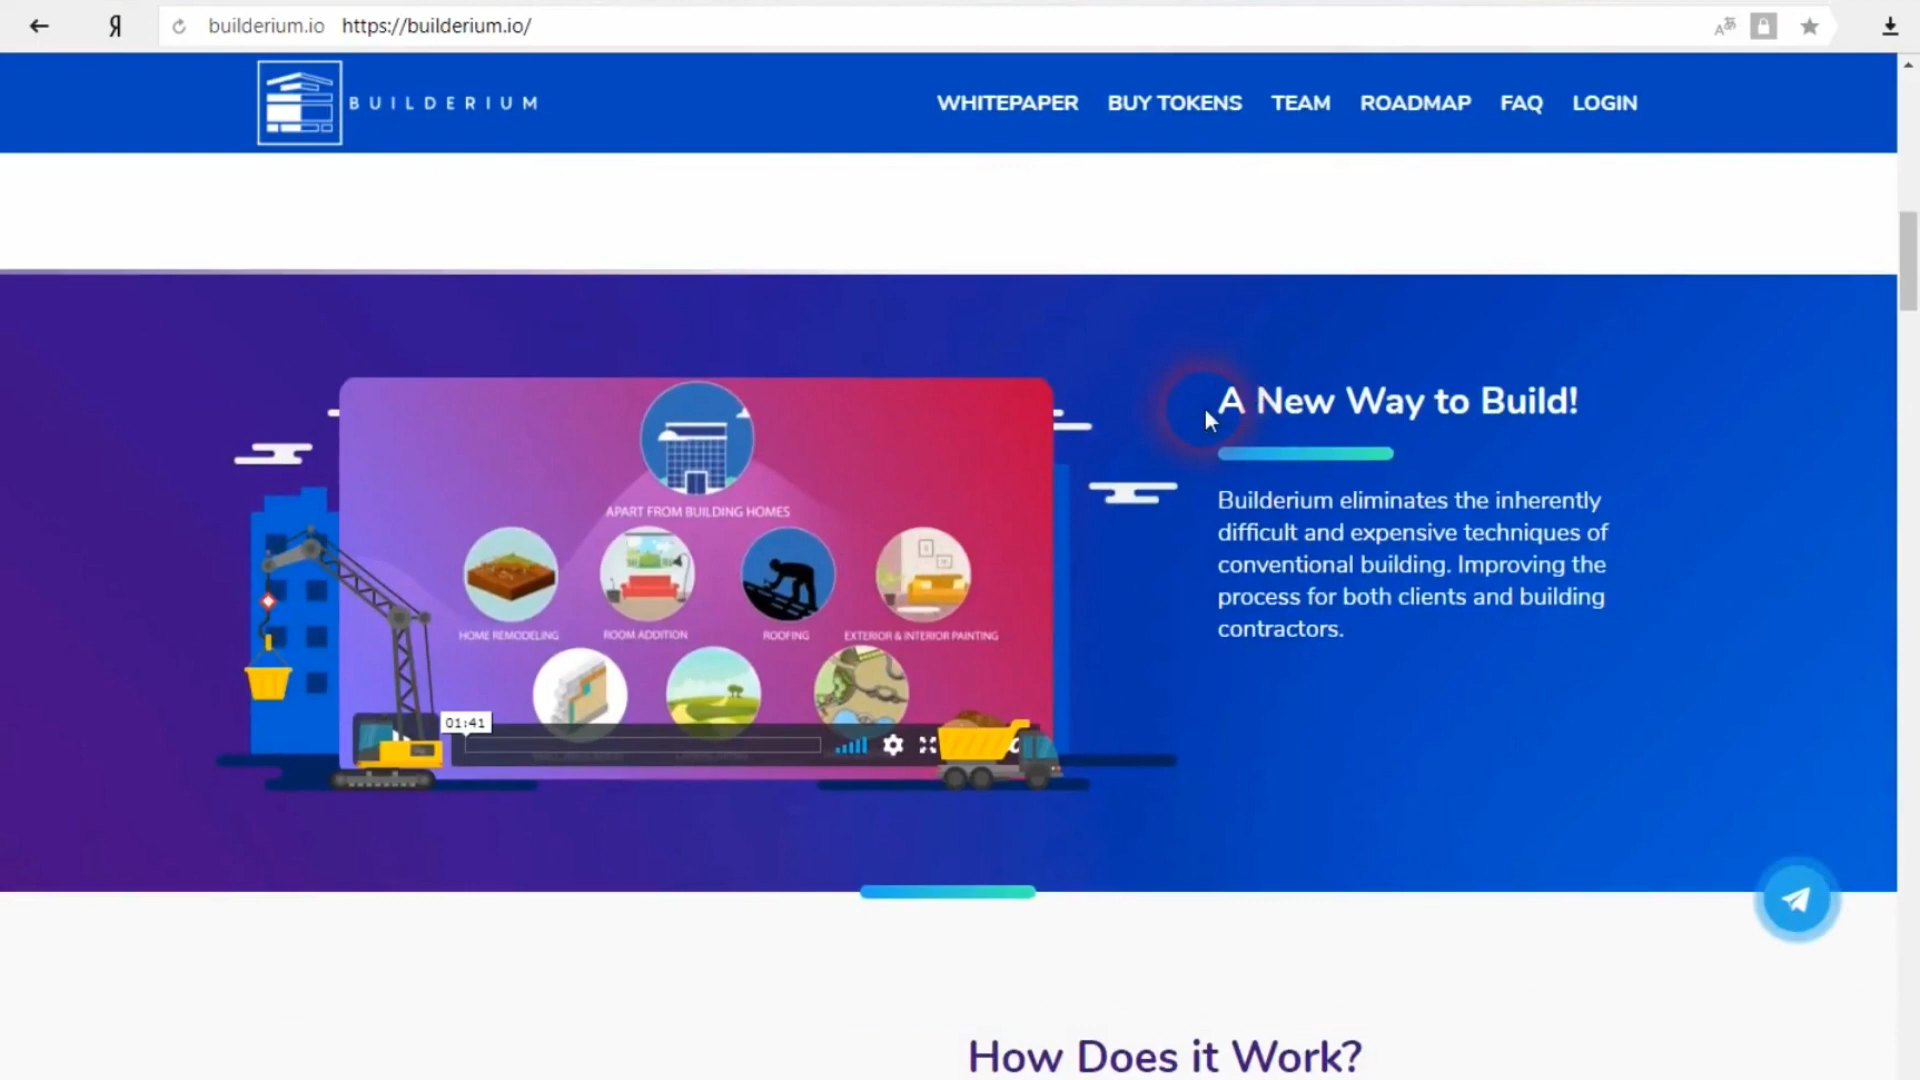 Я builderium.io https://builderium.io/
BUILDERIUM
WHITEPAPER BUY TOKENS TEAM ROADMAP FAQ LOGIN
APART FROM BUILDING HOMES
HOME REMODELING ROOM ADDITION ROOFING EXTERIOR & INTERIOR PAINTING
01:41
A New Way to Build!
Builderium eliminates the inherently
difficult and expensive techniques of
conventional building. Improving the
process for both clients and building
contractors.
How Does it Work?